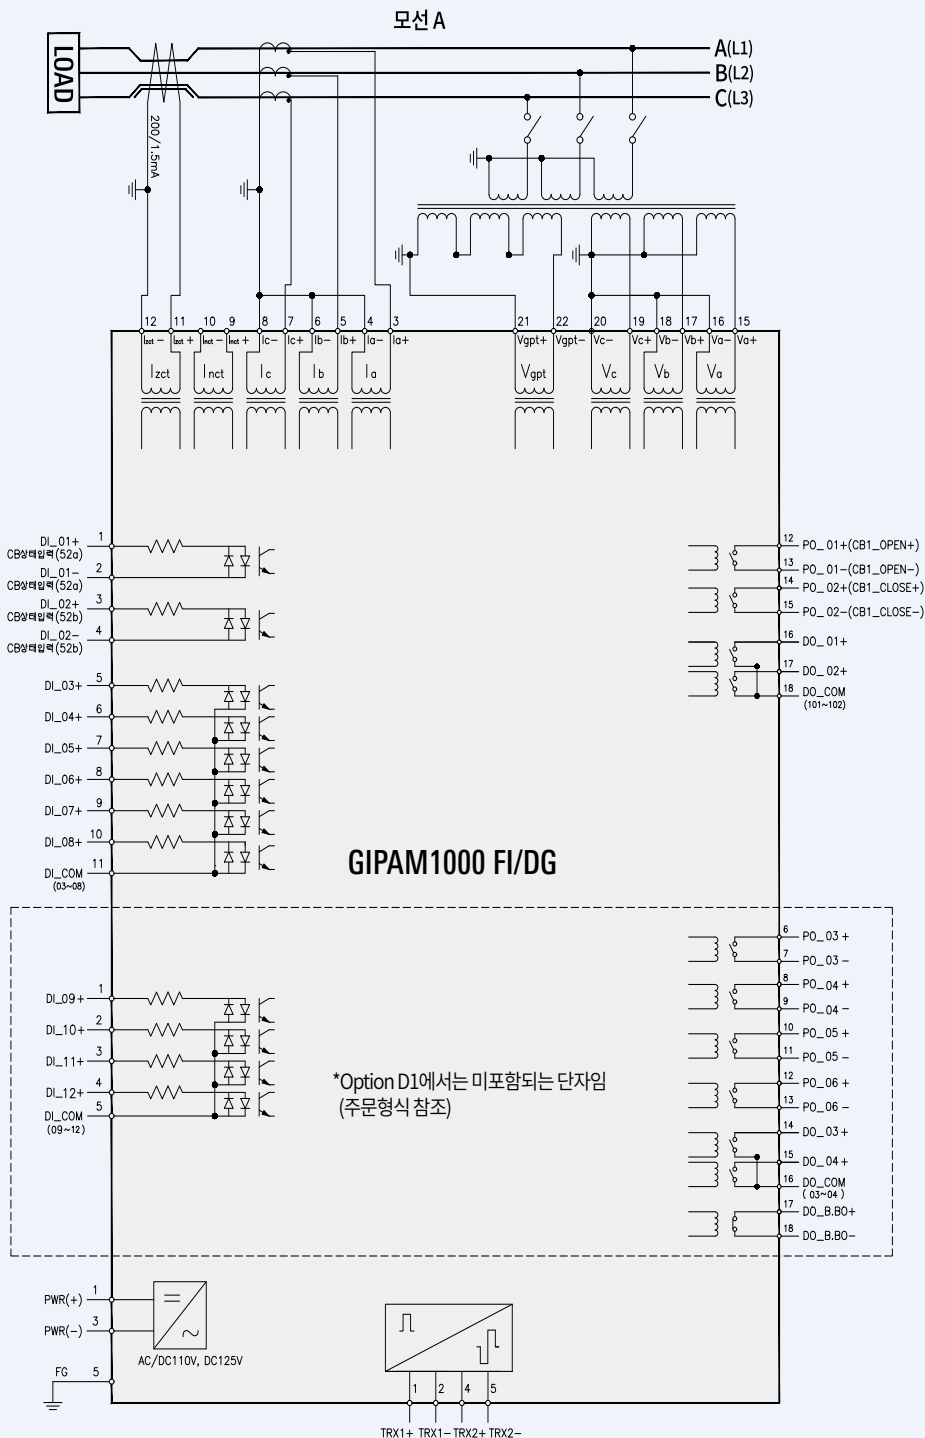 모선 A
LOAD
A(L1)
B(L2)
C(L3)
200/1.5mA
12 11 10 9 8 7 6 5 4 3 21 22 20 19 18 17 16 15
Izct - Izct + Inct - Inct + Ic- Ic+ Ib- Ib+ Ia- Ia+ Vgpt+ Vgpt- Vc- Vc+ Vb- Vb+ Va- Va+
Izct Inct Ic Ib Ia Vgpt Vc Vb Va
DI_01+ 1
CB상태입력(52a)
DI_01- 2
CB상태입력(52a)
DI_02+ 3
CB상태입력(52b)
DI_02- 4
CB상태입력(52b)
DI_03+ 5
DI_04+ 6
DI_05+ 7
DI_06+ 8
DI_07+ 9
DI_08+ 10
DI_COM 11
(03~08)
12 PO_01+(CB1_OPEN+)
13 PO_01-(CB1_OPEN-)
14 PO_02+(CB1_CLOSE+)
15 PO_02-(CB1_CLOSE-)
16 DO_01+
17 DO_02+
18 DO_COM
(101~102)
GIPAM1000 FI/DG
DI_09+ 1
DI_10+ 2
DI_11+ 3
DI_12+ 4
DI_COM 5
(09~12)
*Option D1에서는 미포함되는 단자임
(주문형식 참조)
6 PO_03 +
7 PO_03 -
8 PO_04 +
9 PO_04 -
10 PO_05 +
11 PO_05 -
12 PO_06 +
13 PO_06 -
14 DO_03 +
15 DO_04 +
16 DO_COM
( 03~04 )
17 DO_B.BO+
18 DO_B.BO-
PWR(+) 1
PWR(-) 3
AC/DC110V, DC125V
FG 5
1 2 4 5
TRX1+ TRX1- TRX2+ TRX2-